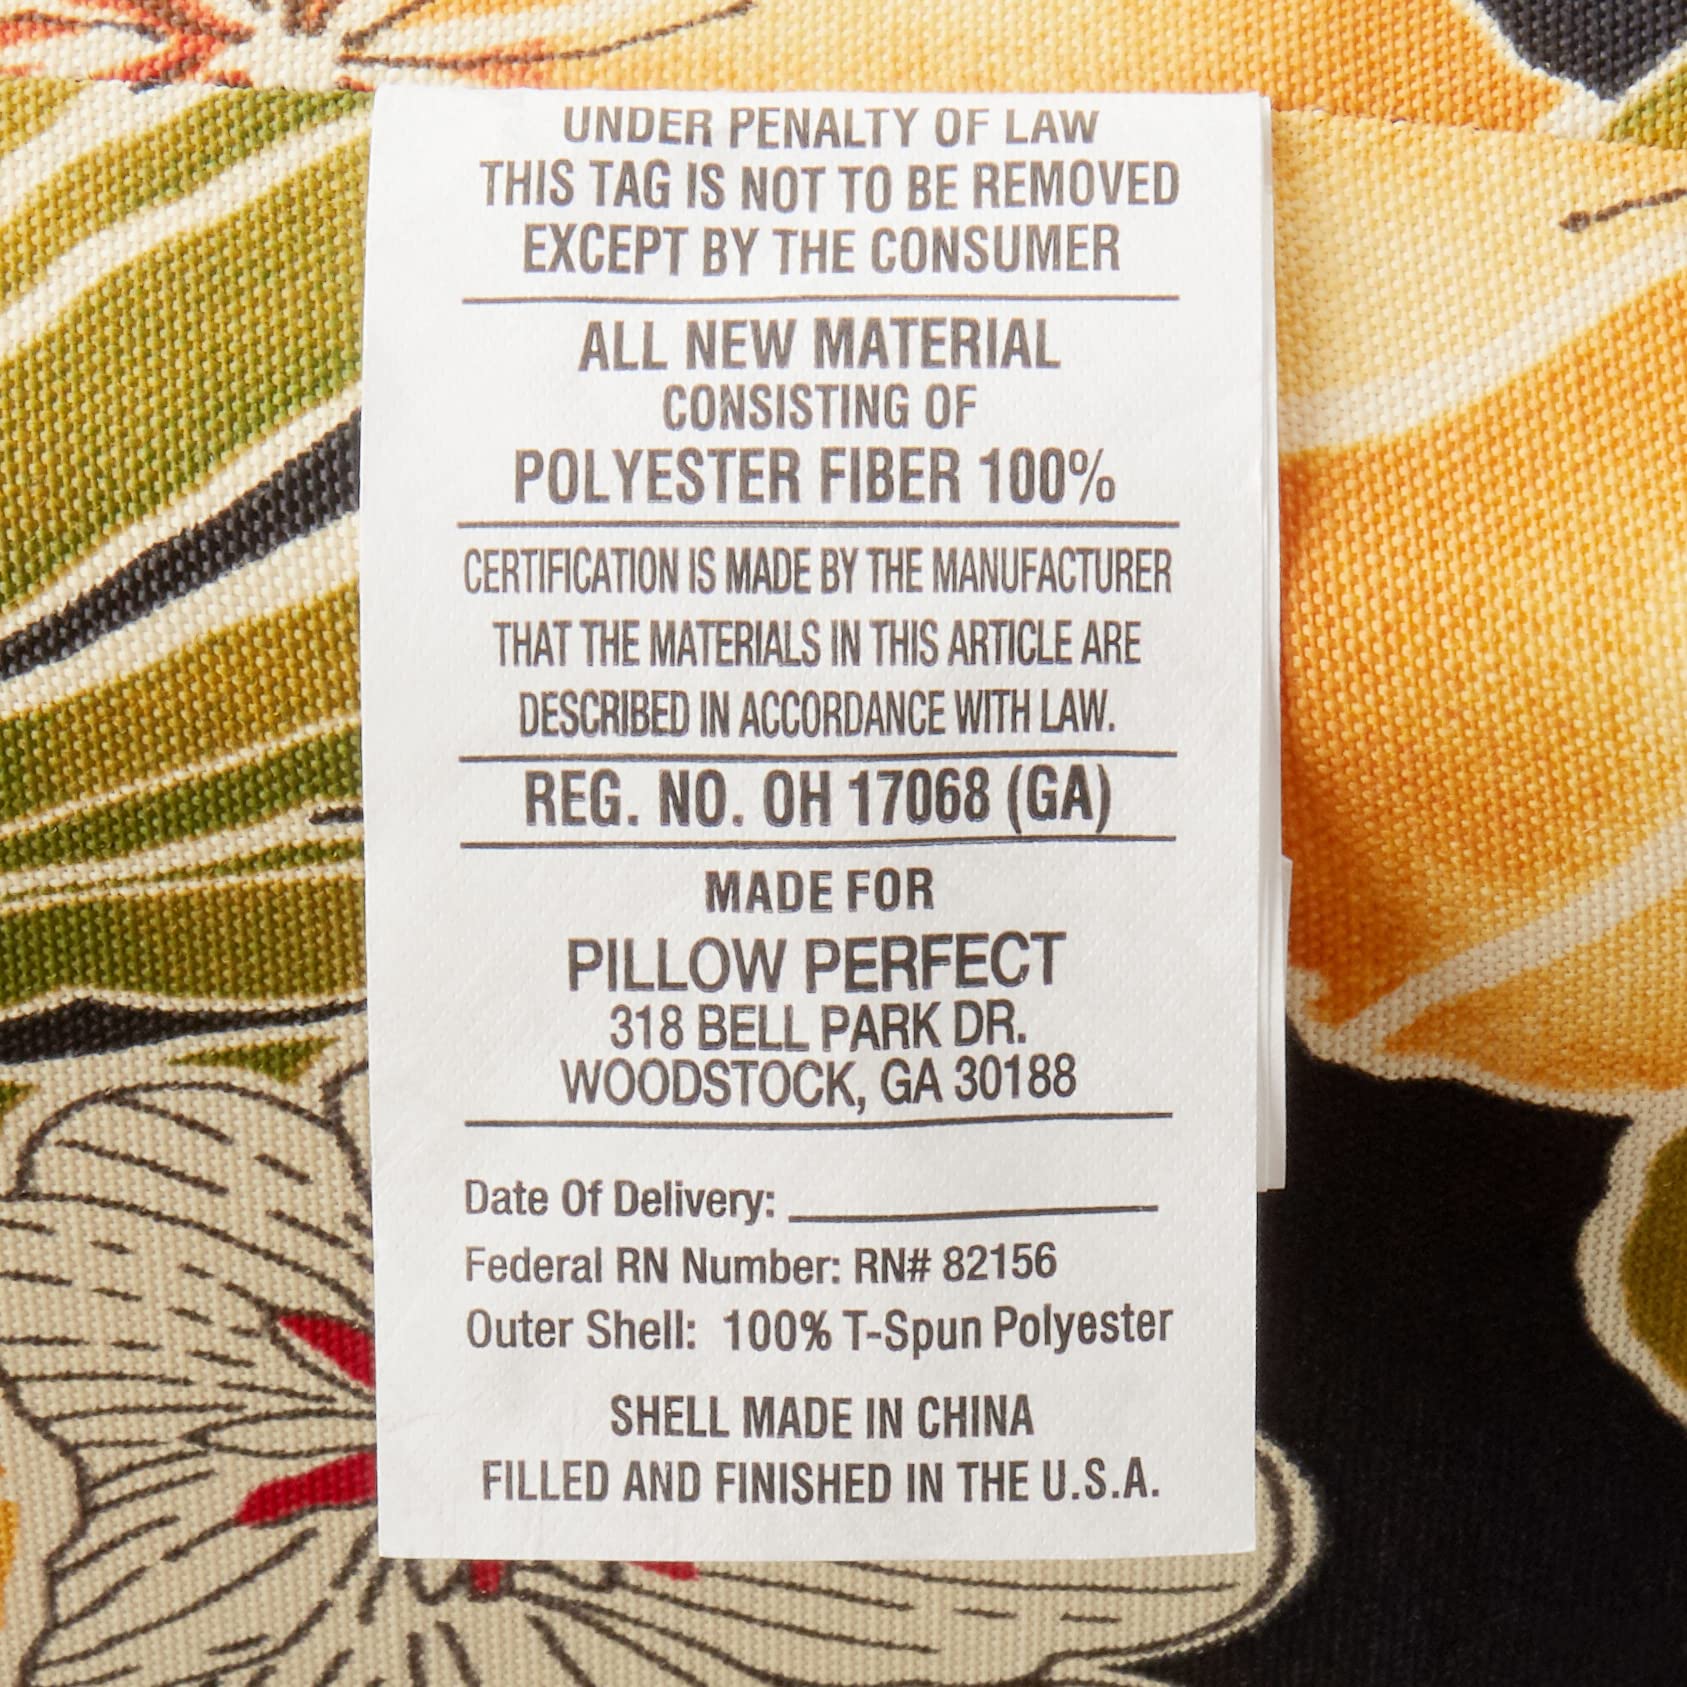 UNDER PENALTY OF LAW
THIS TAG IS NOT TO BE REMOVED
EXCEPT BY THE CONSUMER
ALL NEW MATERIAL
CONSISTING OF
POLYESTER FIBER 100%
CERTIFICATION IS MADE BY THE MANUFACTURER
THAT THE MATERIALS IN THIS ARTICLE ARE
DESCRIBED IN ACCORDANCE WITH LAW.
REG. NO. OH 17068 (GA)
MADE FOR
PILLOW PERFECT
318 BELL PARK DR.
WOODSTOCK, GA 30188
Date Of Delivery:
Federal RN Number: RN# 82156
Outer Shell: 100% T-Spun Polyester
SHELL MADE IN CHINA
FILLED AND FINISHED IN THE U.S.A.